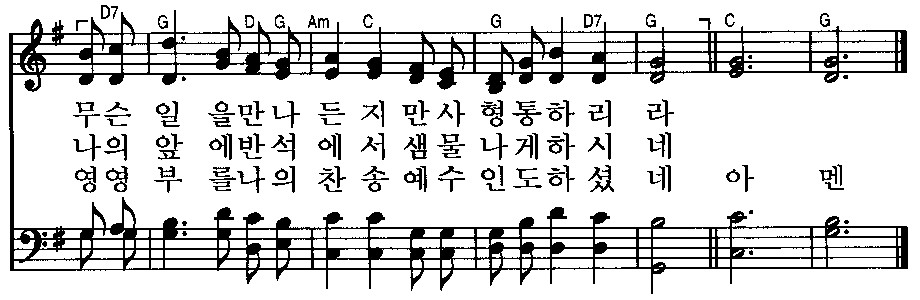 D7 G D G Am C G D7 G C G
무슨 일 을만나 든 지 만 사 형통하 리 라
나의 앞 에반 석 에 서 샘 물 나게하 시 네
영영 부 를나의 찬 송 예 수 인도하 셨 네 아 멘